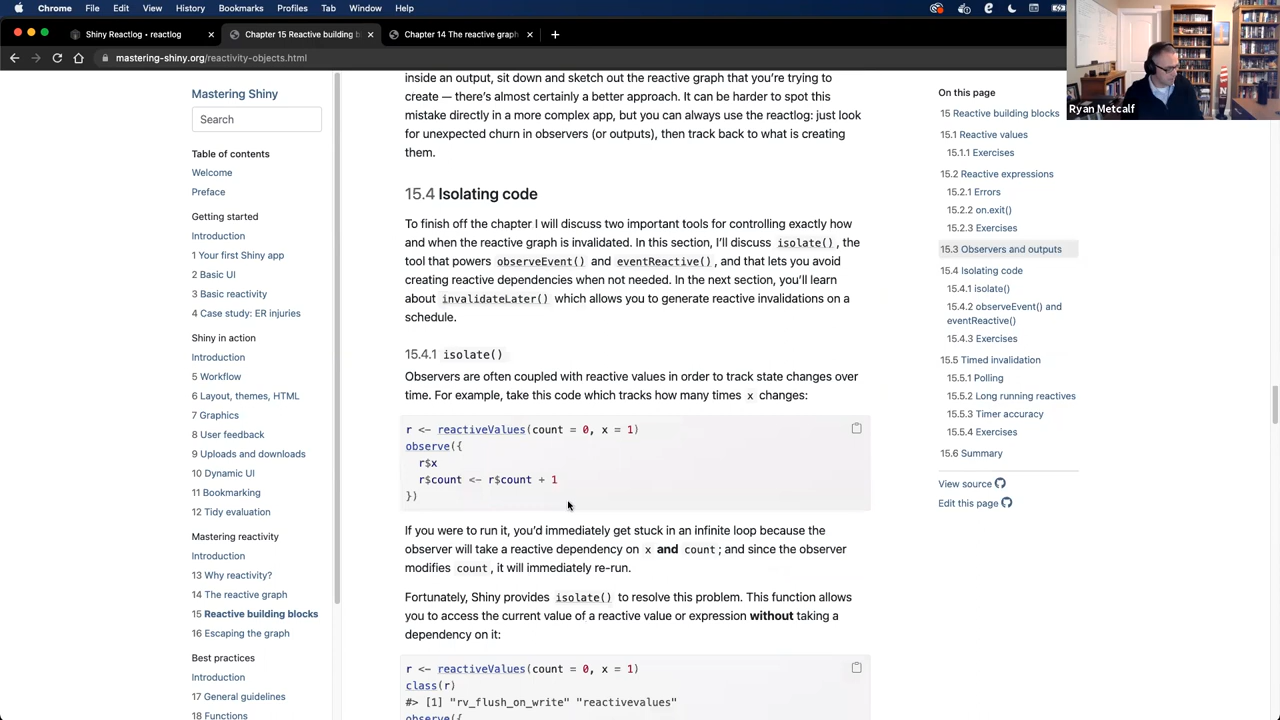 Chrome File Edit View History Bookmarks Profiles Tab Window Help
Shiny Reactlog • reactlog
Chapter 15 Reactive building b
Chapter 14 The reactive graph
mastering-shiny.org/reactivity-objects.html
Ryan Metcalf
Mastering Shiny
Search
Table of contents
Welcome
Preface
Getting started
Introduction
1 Your first Shiny app
2 Basic UI
3 Basic reactivity
4 Case study: ER injuries
Shiny in action
Introduction
5 Workflow
6 Layout, themes, HTML
7 Graphics
8 User feedback
9 Uploads and downloads
10 Dynamic UI
11 Bookmarking
12 Tidy evaluation
Mastering reactivity
Introduction
13 Why reactivity?
14 The reactive graph
15 Reactive building blocks
16 Escaping the graph
Best practices
Introduction
17 General guidelines
18 Functions
inside an output, sit down and sketch out the reactive graph that you're trying to
create — there's almost certainly a better approach. It can be harder to spot this
mistake directly in a more complex app, but you can always use the reactlog: just look
for unexpected churn in observers (or outputs), then track back to what is creating
them.
15.4 Isolating code
To finish off the chapter I will discuss two important tools for controlling exactly how
and when the reactive graph is invalidated. In this section, I'll discuss isolate(), the
tool that powers observeEvent() and eventReactive(), and that lets you avoid
creating reactive dependencies when not needed. In the next section, you'll learn
about invalidateLater() which allows you to generate reactive invalidations on a
schedule.
15.4.1 isolate()
Observers are often coupled with reactive values in order to track state changes over
time. For example, take this code which tracks how many times x changes:
r <- reactiveValues(count = 0, x = 1)
observe({
r$x
r$count <- r$count + 1
})
If you were to run it, you'd immediately get stuck in an infinite loop because the
observer will take a reactive dependency on x and count; and since the observer
modifies count, it will immediately re-run.
Fortunately, Shiny provides isolate() to resolve this problem. This function allows
you to access the current value of a reactive value or expression without taking a
dependency on it:
r <- reactiveValues(count = 0, x = 1)
class(r)
#> [1] "rv_flush_on_write" "reactivevalues"
observe({
On this page
15 Reactive building blocks
15.1 Reactive values
15.1.1 Exercises
15.2 Reactive expressions
15.2.1 Errors
15.2.2 on.exit()
15.2.3 Exercises
15.3 Observers and outputs
15.4 Isolating code
15.4.1 isolate()
15.4.2 observeEvent() and
eventReactive()
15.4.3 Exercises
15.5 Timed invalidation
15.5.1 Polling
15.5.2 Long running reactives
15.5.3 Timer accuracy
15.5.4 Exercises
15.6 Summary
View source
Edit this page